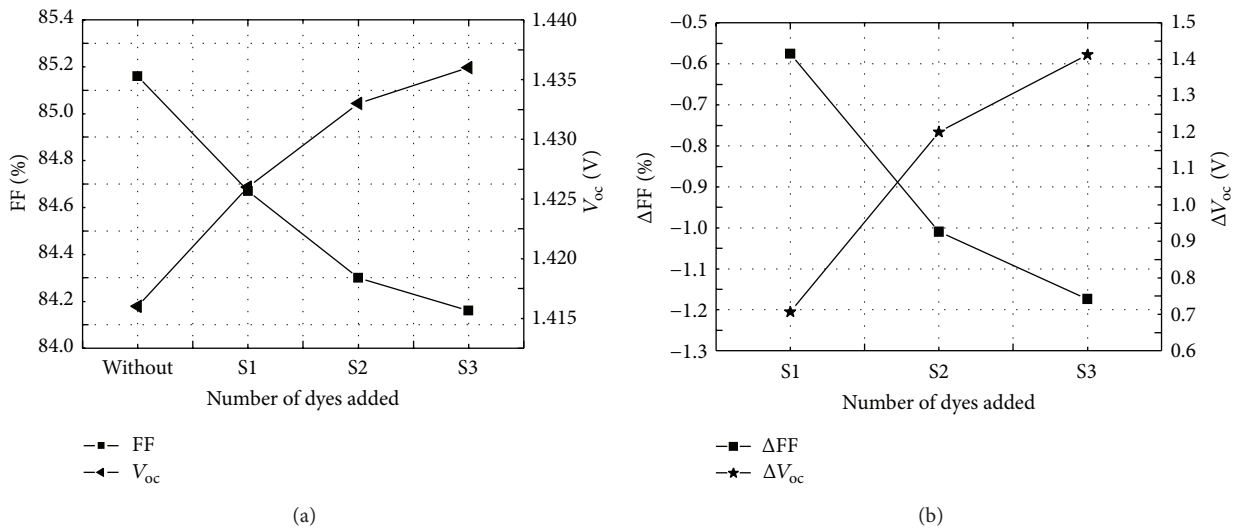 85.4
85.2
85.0
84.8
84.6
84.4
84.2
84.0
FF (%)
1.440
1.435
1.430
1.425
1.420
1.415
V_oc (V)
Without S1 S2 S3
Number of dyes added
FF
V_oc
(a)
−0.5
−0.6
−0.7
−0.8
−0.9
−1.0
−1.1
−1.2
−1.3
ΔFF (%)
1.5
1.4
1.3
1.2
1.1
1.0
0.9
0.8
0.7
0.6
ΔV_oc (V)
S1 S2 S3
Number of dyes added
ΔFF
ΔV_oc
(b)